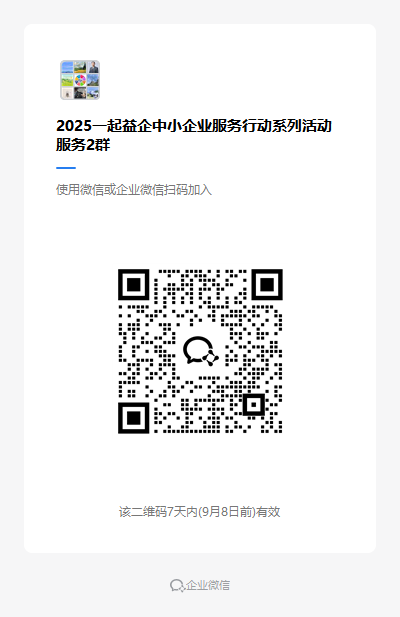 2025一起益企中小企业服务行动系列活动
服务2群
使用微信或企业微信扫码加入
该二维码7天内(9月8日前)有效
企业微信